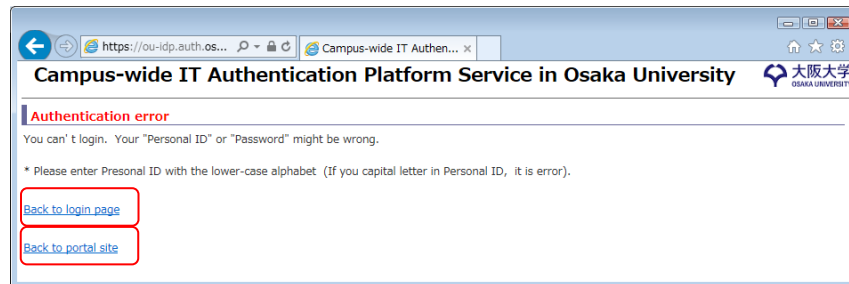 https://ou-idp.auth.os...
Campus-wide IT Authen...
Campus-wide IT Authentication Platform Service in Osaka University
大阪大学
OSAKA UNIVERSITY
Authentication error
You can' t login. Your "Personal ID" or "Password" might be wrong.
* Please enter Presonal ID with the lower-case alphabet (If you capital letter in Personal ID, it is error).
Back to login page
Back to portal site